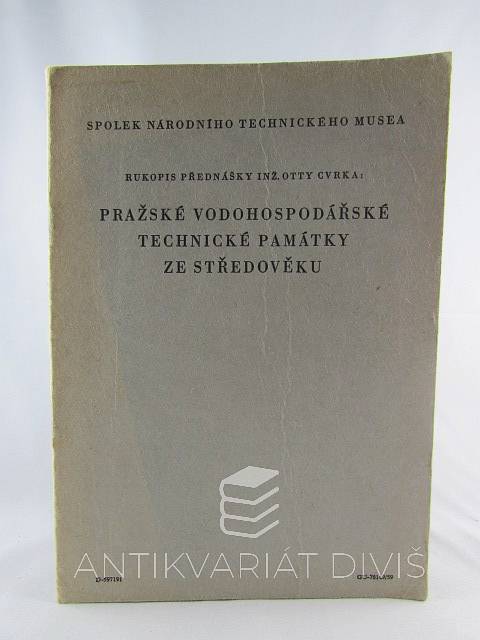 SPOLEK NÁRODNÍHO TECHNICKÉHO MUSEA
RUKOPIS PŘEDNÁŠKY INŽ. OTTY CVRKA:
PRAŽSKÉ VODOHOSPODÁŘSKÉ
TECHNICKÉ PAMÁTKY
ZE STŘEDOVĚKU
ANTIKVARIÁT DIVIŠ